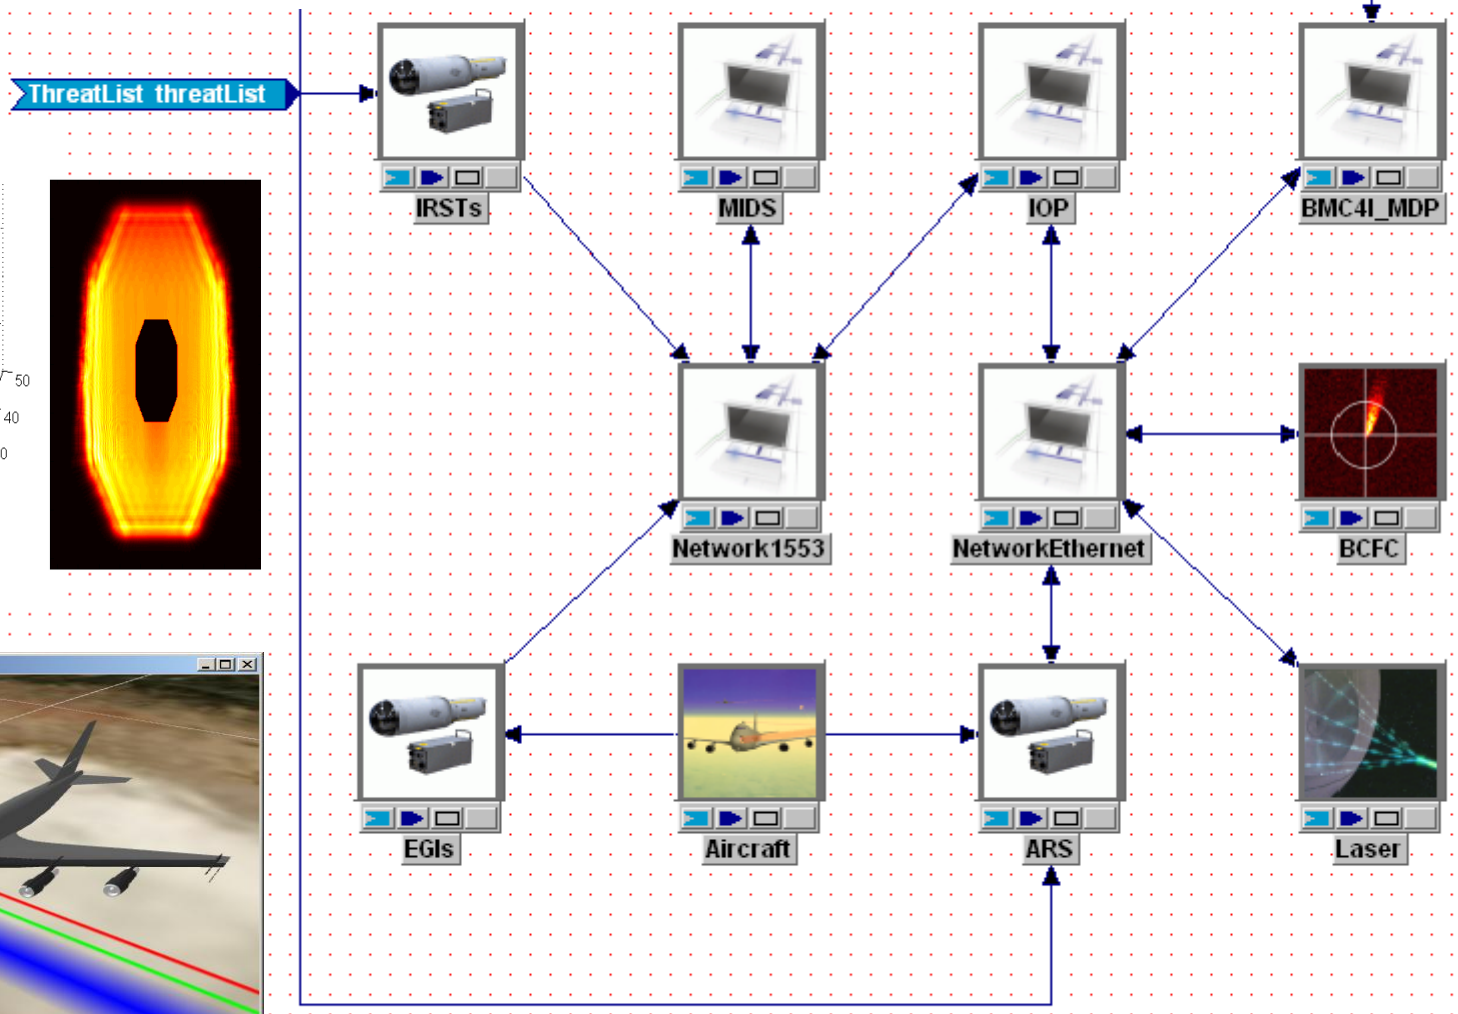 ThreatList threatList
IRSTs
MIDS
IOP
BMC4I_MDP
50
40
0
Network1553
NetworkEthernet
BCFC
EGIs
Aircraft
ARS
Laser